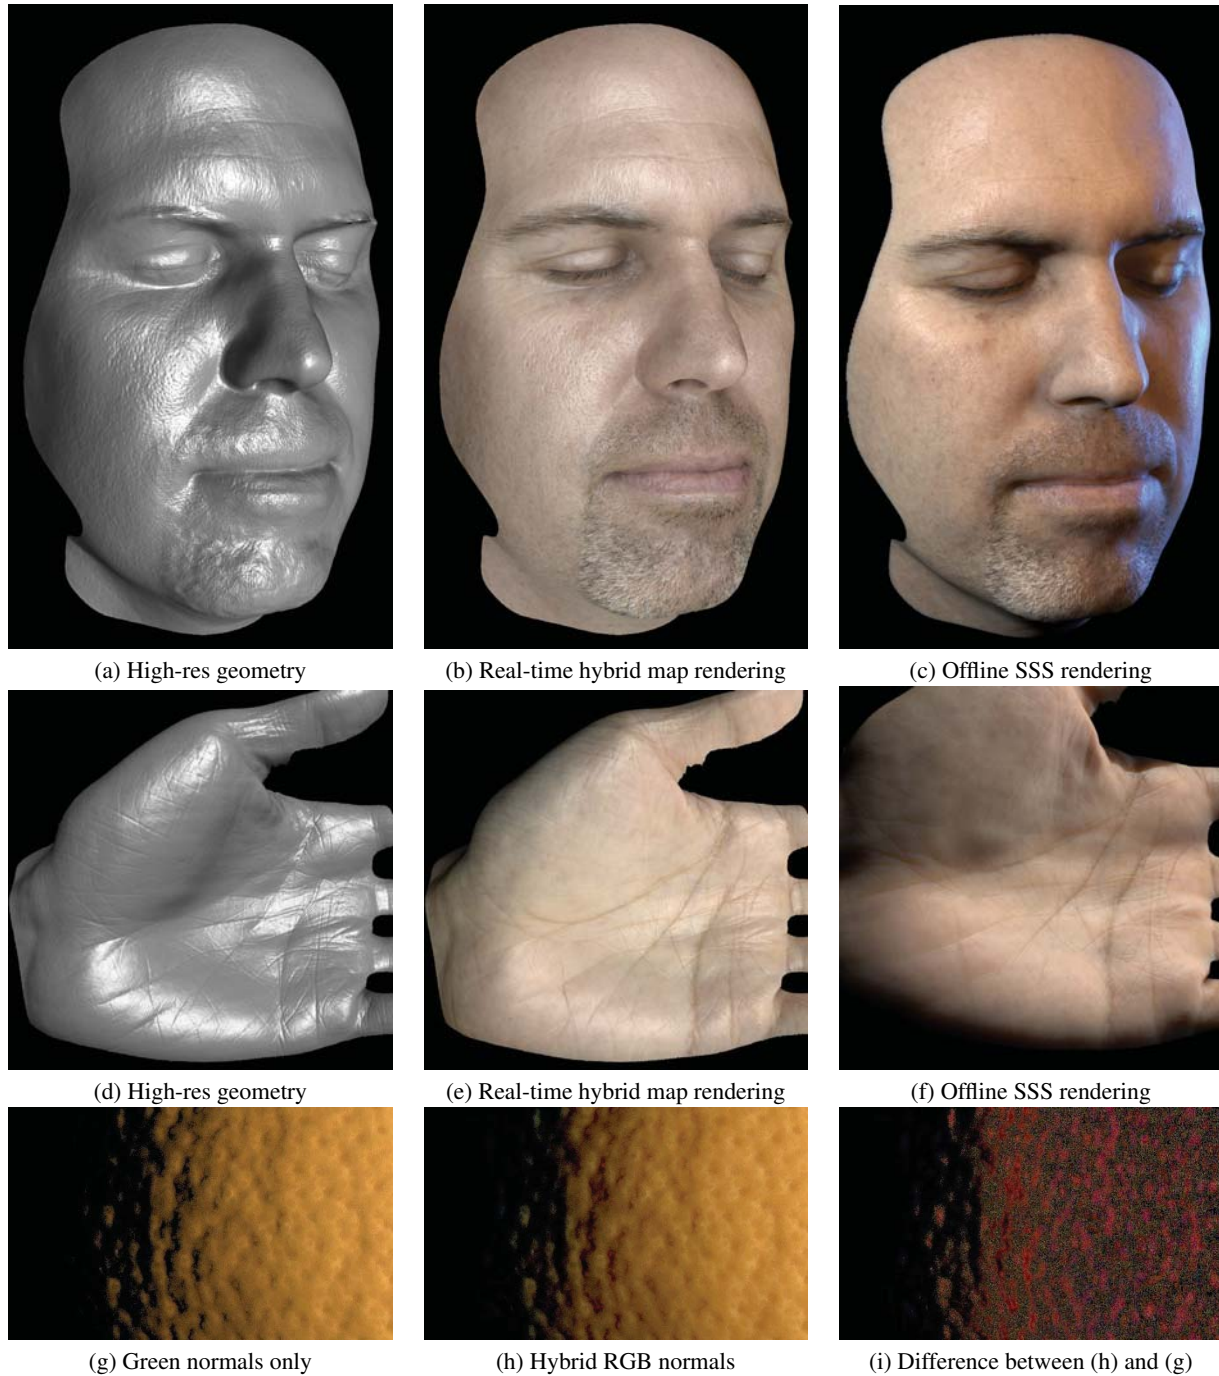 (a) High-res geometry
(b) Real-time hybrid map rendering
(c) Offline SSS rendering
(d) High-res geometry
(e) Real-time hybrid map rendering
(f) Offline SSS rendering
(g) Green normals only
(h) Hybrid RGB normals
(i) Difference between (h) and (g)